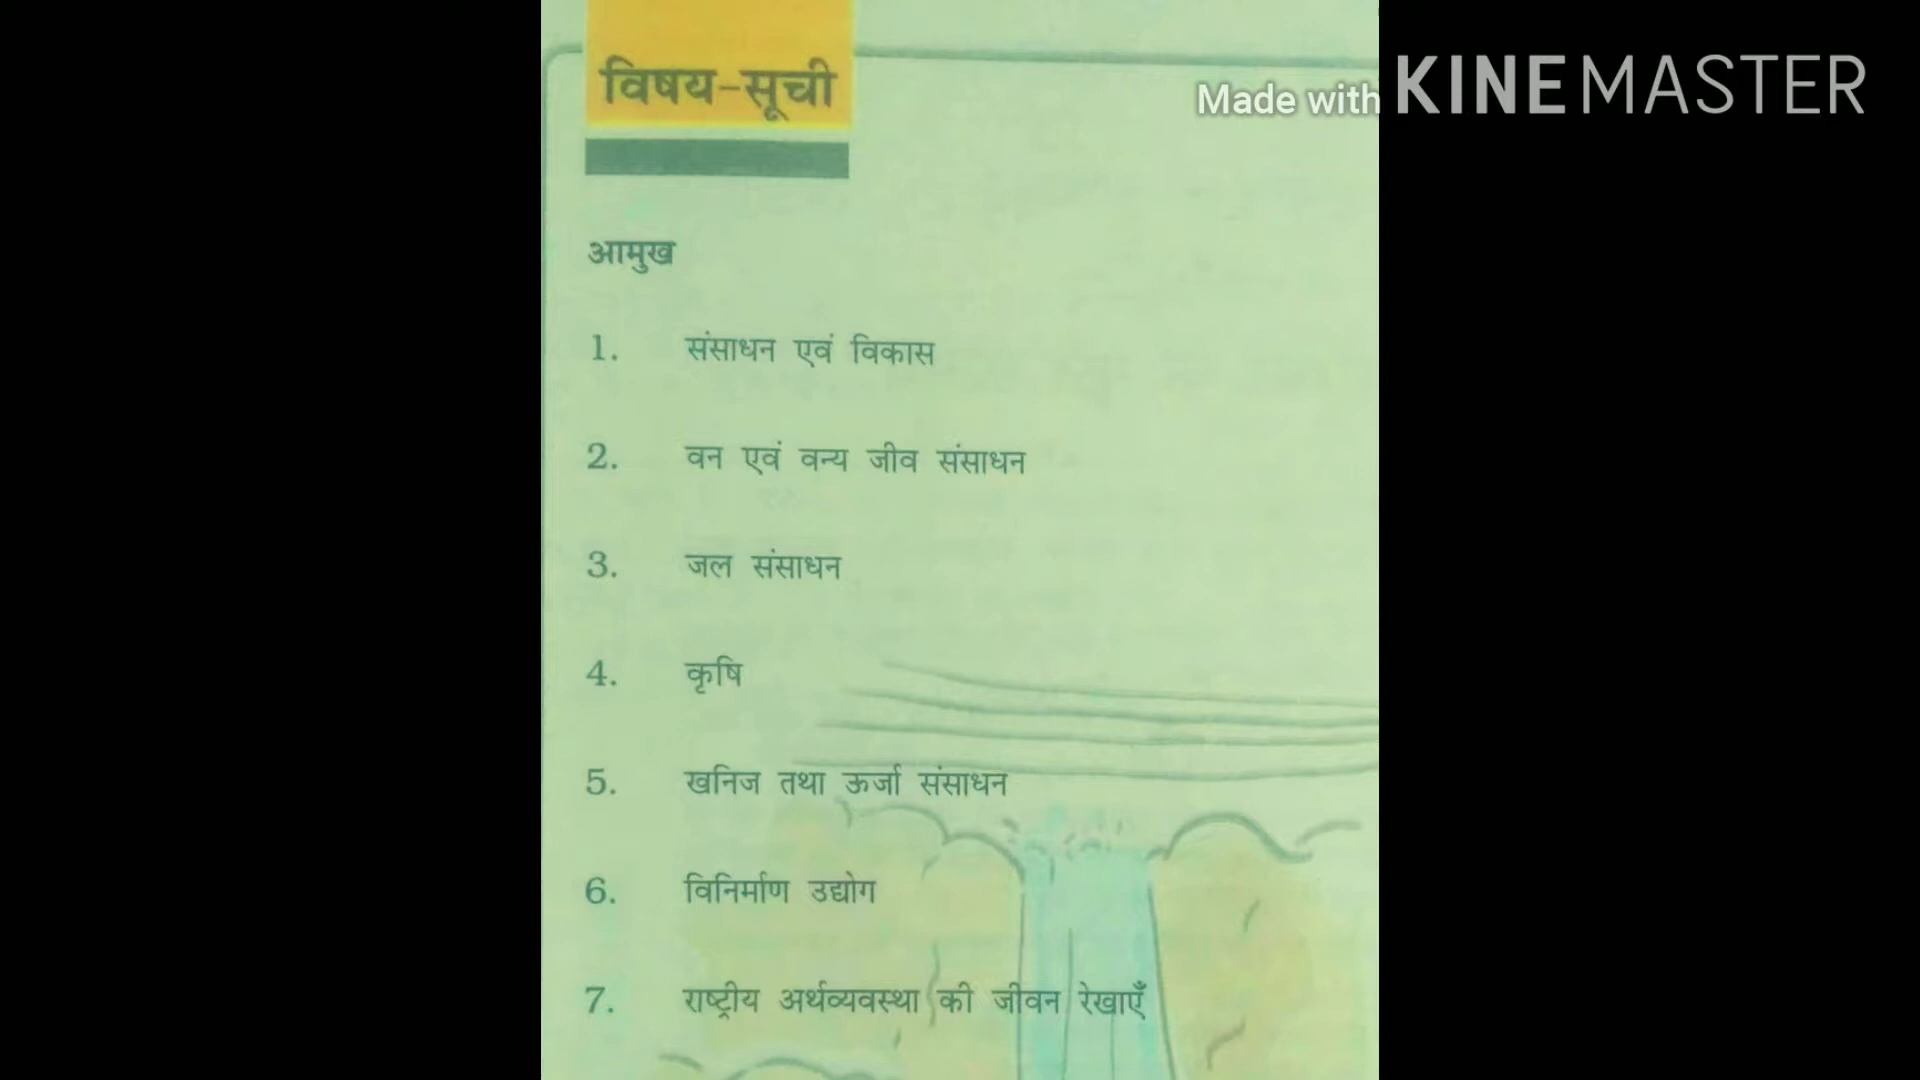 विषय-सूची
Made with KINEMASTER
आमुख
1. संसाधन एवं विकास
2. वन एवं वन्य जीव संसाधन
3. जल संसाधन
4. कृषि
5. खनिज तथा ऊर्जा संसाधन
6. विनिर्माण उद्योग
7. राष्ट्रीय अर्थव्यवस्था की जीवन रेखाएँ